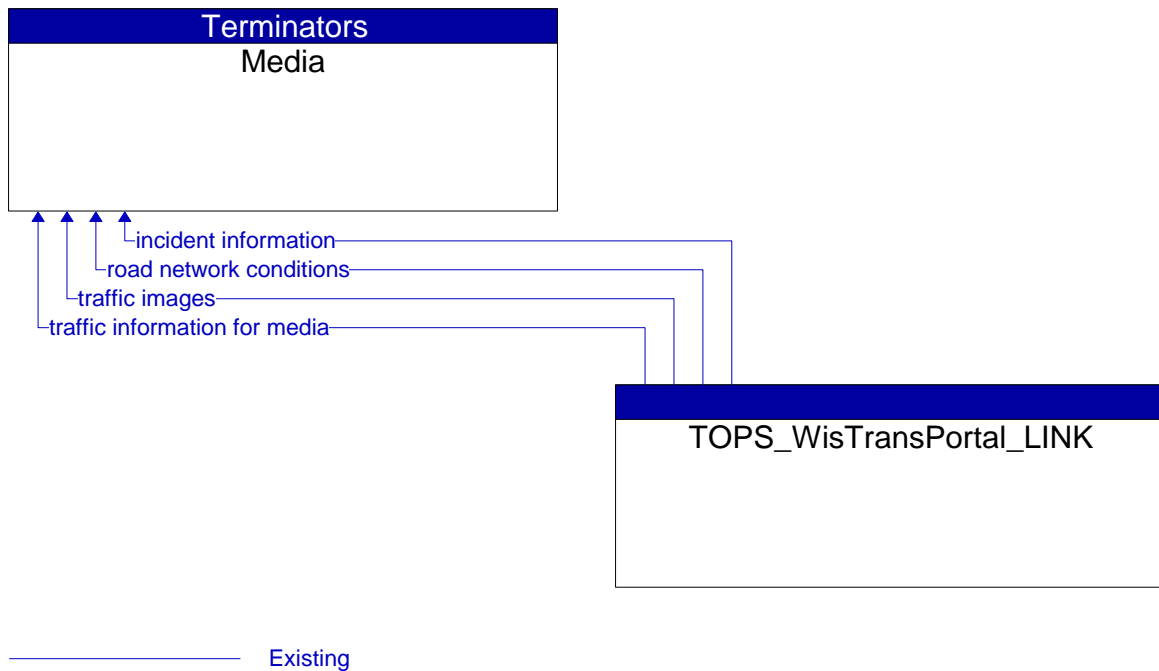 Terminators
Media
incident information
road network conditions
traffic images
traffic information for media
TOPS_WisTransPortal_LINK
Existing